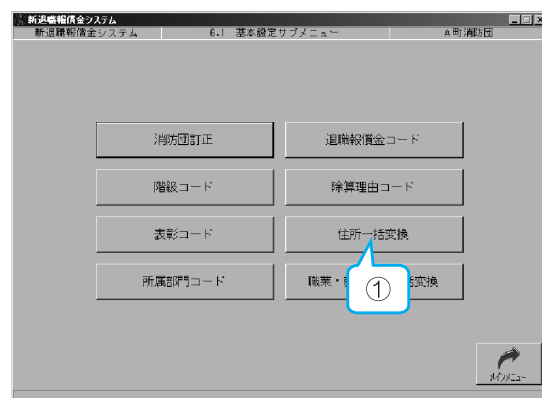 新退職報償金システム
新退職報償金システム 6.1 基本設定サブメニュー A町消防団
消防団訂正 退職報償金コード
階級コード 除算理由コード
表彰コード 住所一括変換
所属部門コード 職業・ 括変換
①
メインメニュー